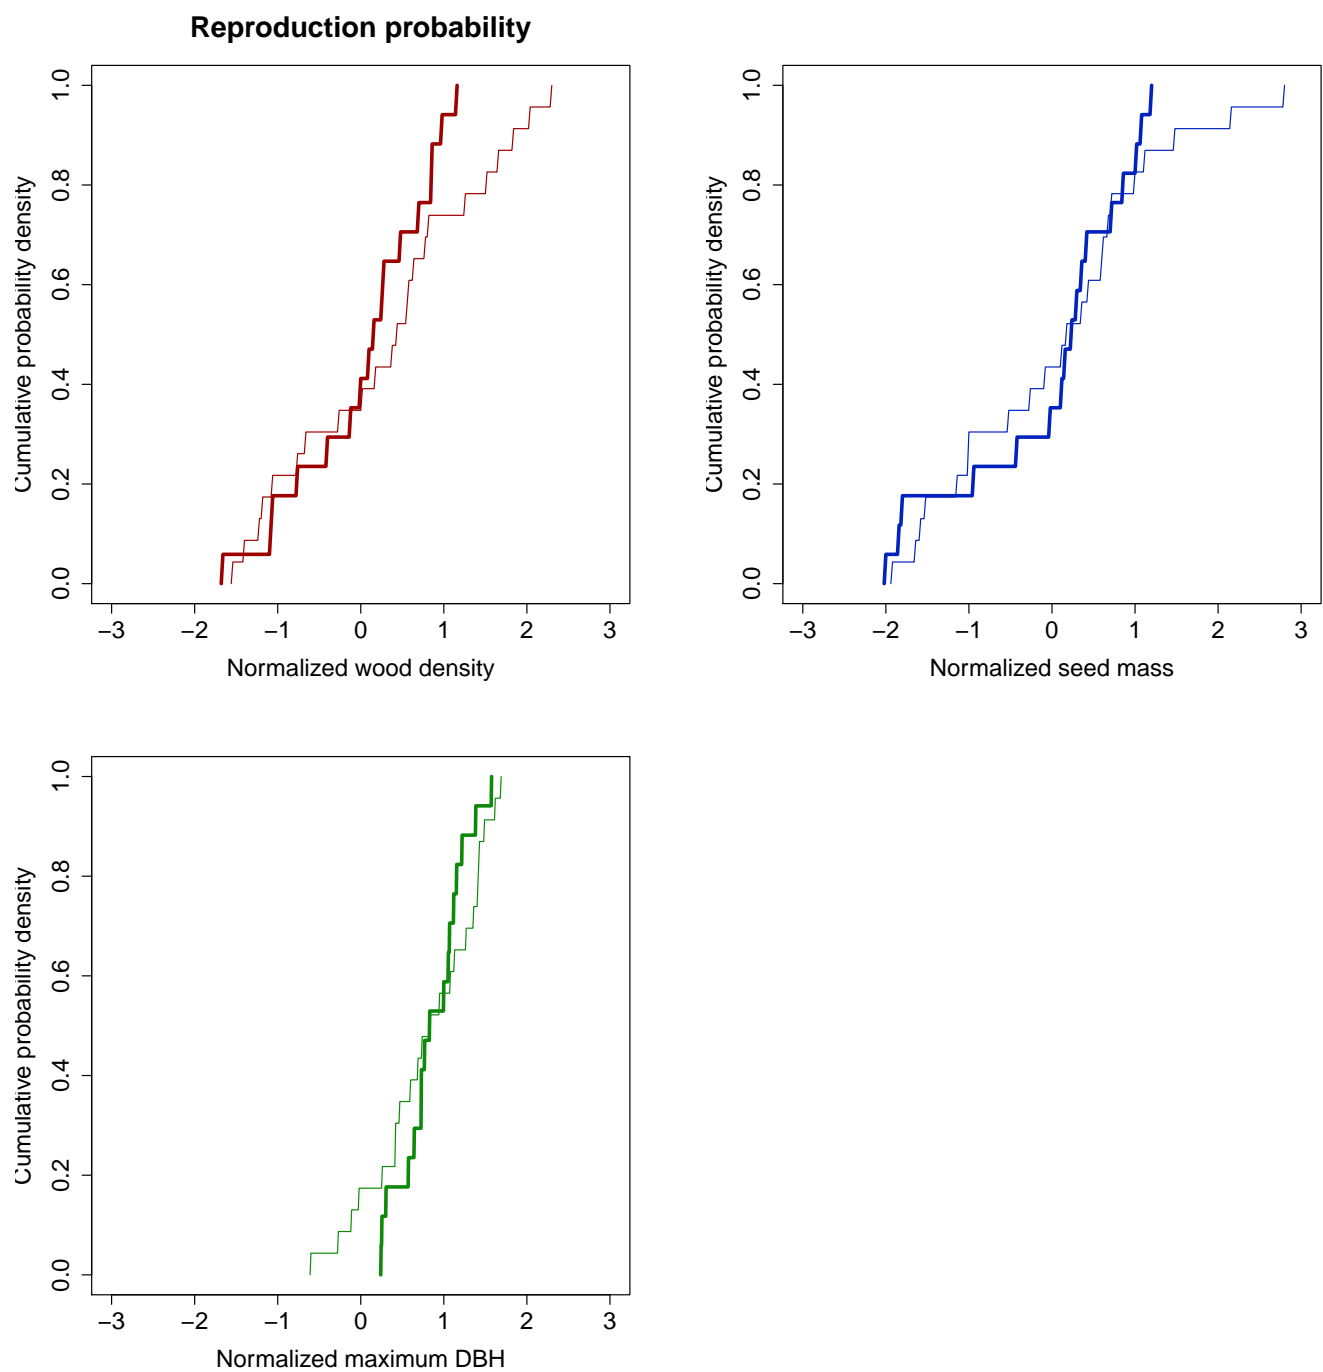 Reproduction probability
Cumulative probability density
0.0 0.2 0.4 0.6 0.8 1.0
−3 −2 −1 0 1 2 3
Normalized wood density
Cumulative probability density
0.0 0.2 0.4 0.6 0.8 1.0
−3 −2 −1 0 1 2 3
Normalized seed mass
Cumulative probability density
0.0 0.2 0.4 0.6 0.8 1.0
−3 −2 −1 0 1 2 3
Normalized maximum DBH